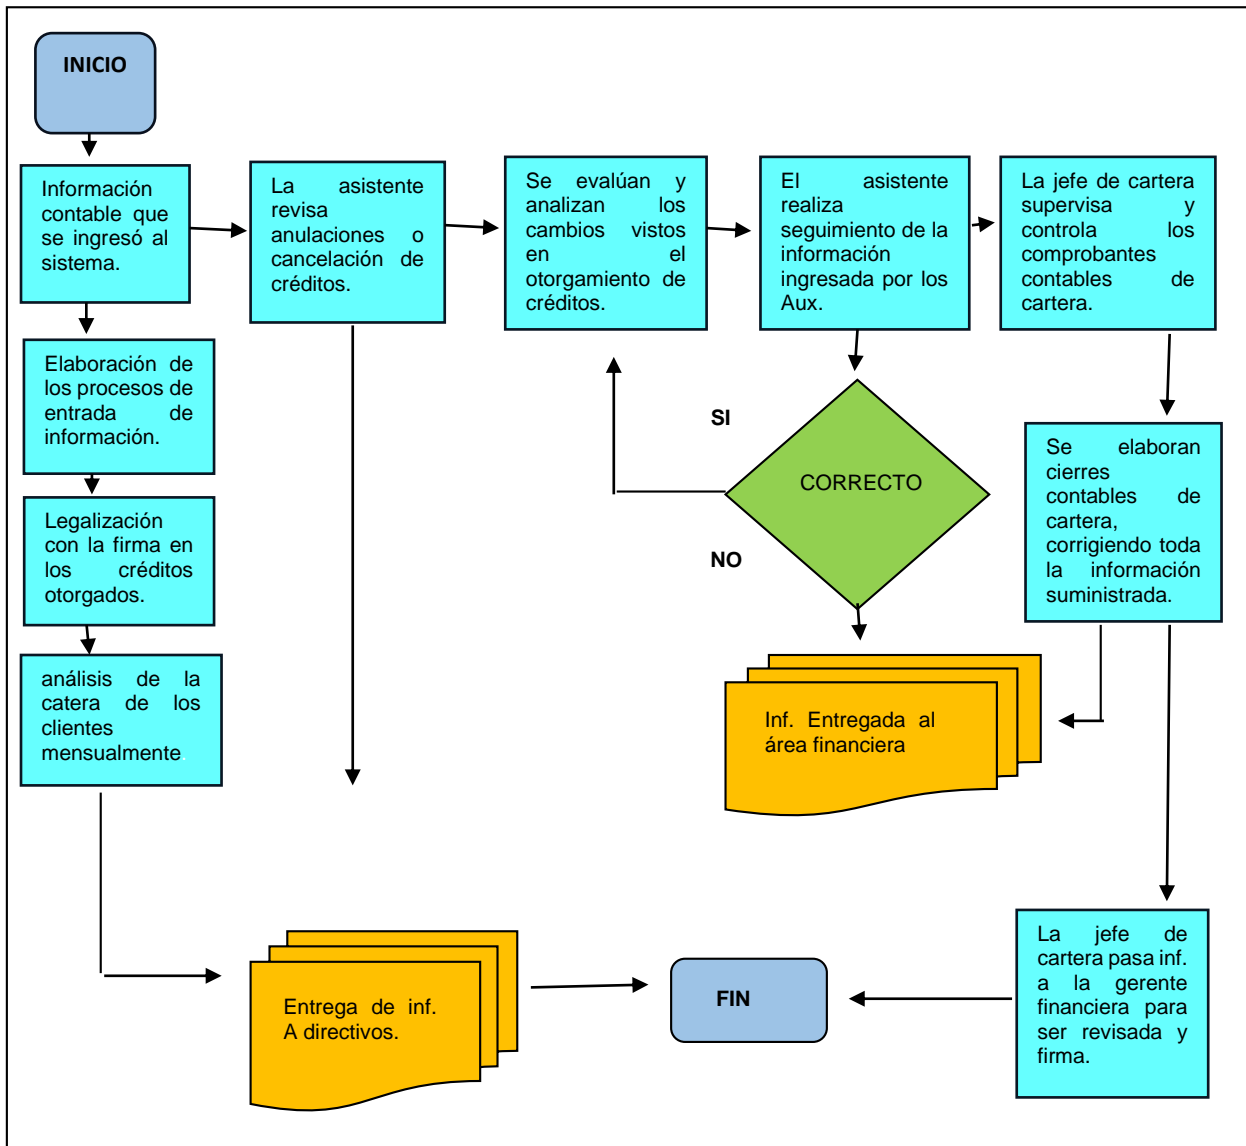 INICIO
Información
contable que
se ingresó al
sistema.
La asistente
revisa
anulaciones o
cancelación de
créditos.
Se evalúan y
analizan los
cambios vistos
en el
otorgamiento de
créditos.
El asistente
realiza
seguimiento de la
información
ingresada por los
Aux.
La jefe de cartera
supervisa y
controla los
comprobantes
contables de
cartera.
Elaboración de
los procesos de
entrada de
información.
SI
CORRECTO
NO
Se elaboran
cierres
contables de
cartera,
corrigiendo toda
la información
suministrada.
Legalización
con la firma en
los créditos
otorgados.
análisis de la
catera de los
clientes
mensualmente
Inf. Entregada al
área financiera
Entrega de inf.
A directivos.
FIN
La jefe de
cartera pasa inf.
a la gerente
financiera para
ser revisada y
firma.